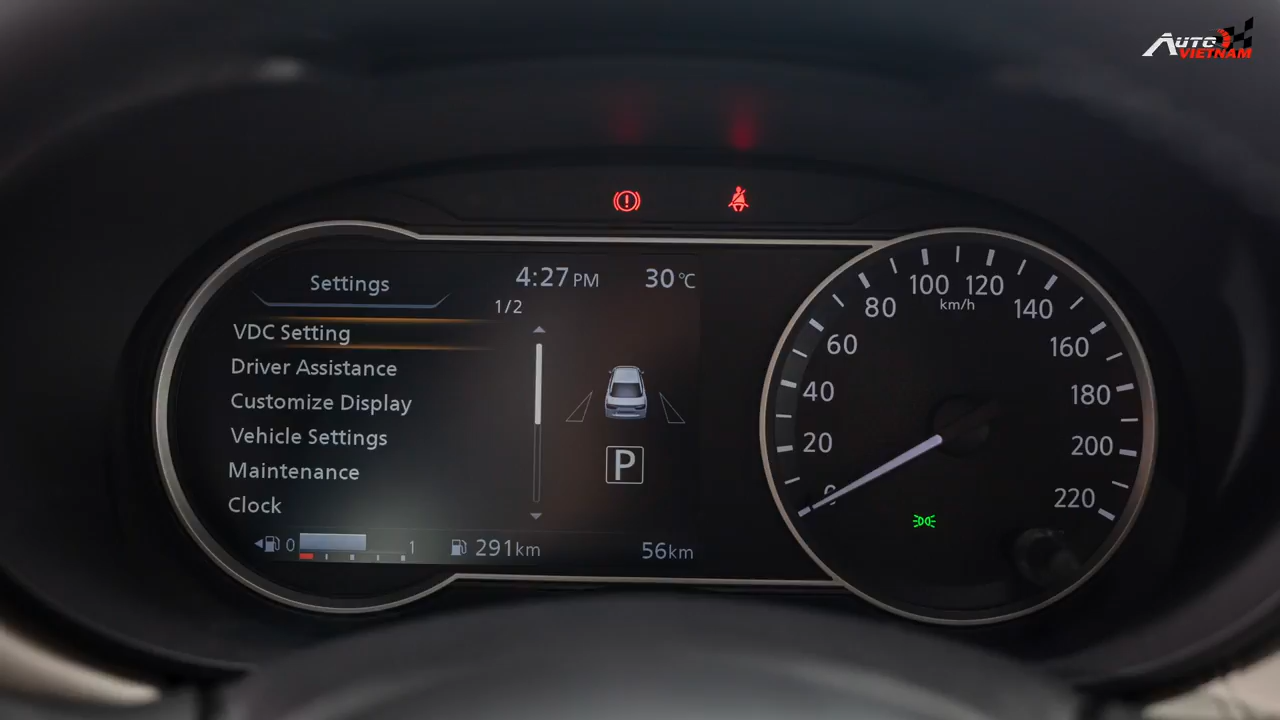 AUTO
VIETNAM
Settings
4:27 PM
30 °C
1/2
VDC Setting
Driver Assistance
Customize Display
Vehicle Settings
Maintenance
Clock
P
0 1
291km
56km
0
20
40
60
80
100
120
140
160
180
200
220
km/h